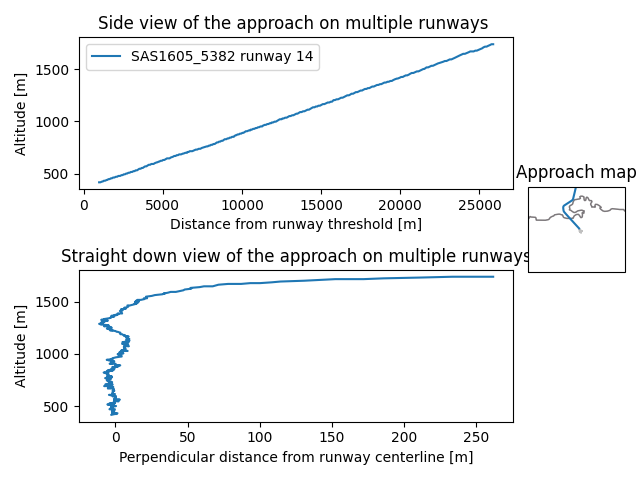 Side view of the approach on multiple runways
SAS1605_5382 runway 14
Altitude [m]
1500
1000
500
0
5000
10000
15000
20000
25000
Distance from runway threshold [m]
Approach map
Straight down view of the approach on multiple runways
Altitude [m]
1500
1000
500
0
50
100
150
200
250
Perpendicular distance from runway centerline [m]